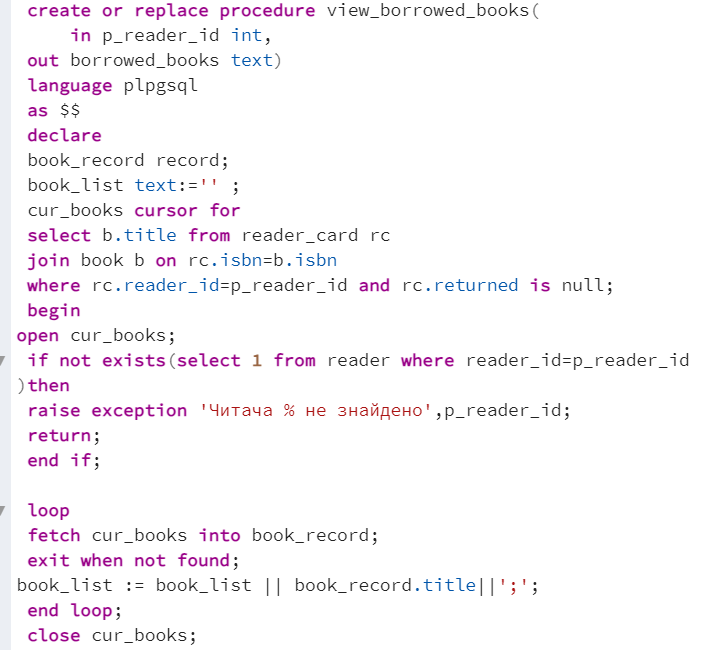 create or replace procedure view_borrowed_books(
in p_reader_id int,
out borrowed_books text)
language plpgsql
as $$
declare
book_record record;
book_list text:='' ;
cur_books cursor for
select b.title from reader_card rc
join book b on rc.isbn=b.isbn
where rc.reader_id=p_reader_id and rc.returned is null;
begin
open cur_books;
if not exists(select 1 from reader where reader_id=p_reader_id
)then
raise exception 'Читача % не знайдено',p_reader_id;
return;
end if;
loop
fetch cur_books into book_record;
exit when not found;
book_list := book_list || book_record.title||';';
end loop;
close cur_books;